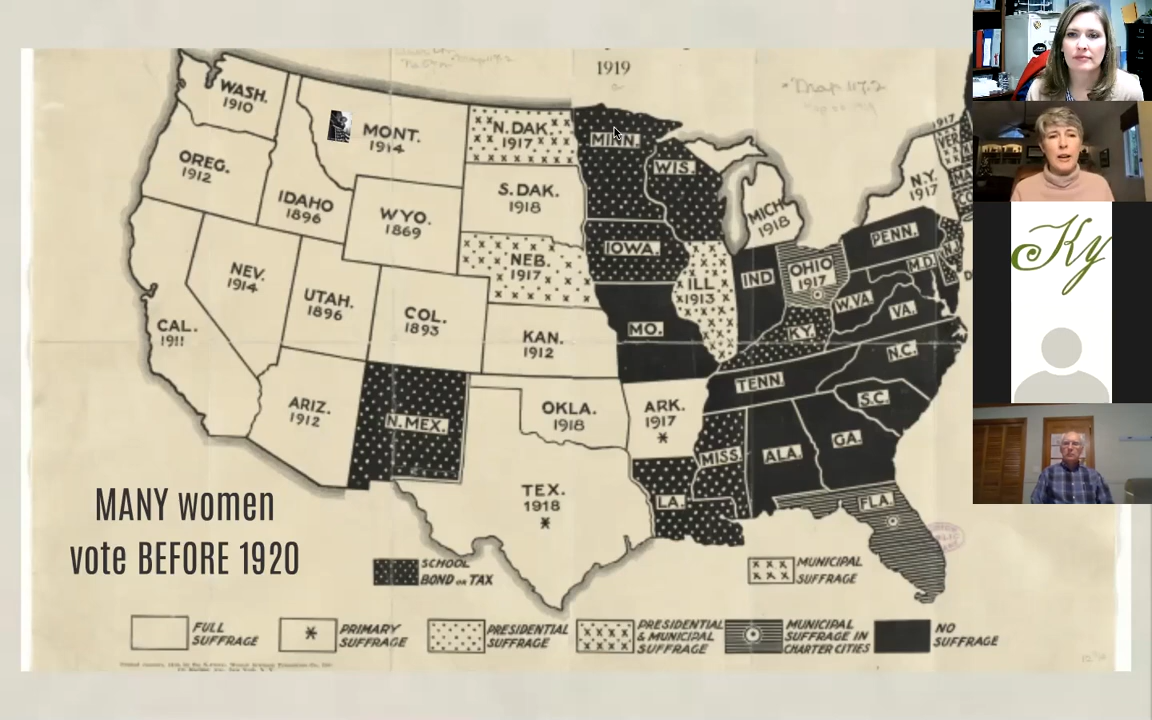 1919
WASH.
1910
MONT.
1914
N.DAK.
1917
MINN.
OREG.
1912
IDAHO
1896
WYO.
1869
S.DAK.
1918
WIS.
MICH
1918
N.Y.
1917
1917
VER
NEV.
1914
UTAH.
1896
COL.
1893
NEB.
1917
IOWA.
ILL
1913
IND
OHIO
1917
PENN.
N.J.
M.D.
W.VA.
VA.
CAL.
1911
KAN.
1912
MO.
KY.
N.C.
TENN.
S.C.
ARIZ.
1912
N.MEX.
OKLA.
1918
ARK.
1917
*
MISS.
ALA.
GA.
TEX.
1918
*
LA.
FLA.
MANY women
vote BEFORE 1920
SCHOOL
BOND OR TAX
MUNICIPAL
SUFFRAGE
FULL
SUFFRAGE
*
PRIMARY
SUFFRAGE
PRESIDENTIAL
SUFFRAGE
PRESIDENTIAL
& MUNICIPAL
SUFFRAGE
MUNICIPAL
SUFFRAGE IN
CHARTER CITIES
NO
SUFFRAGE
Ky